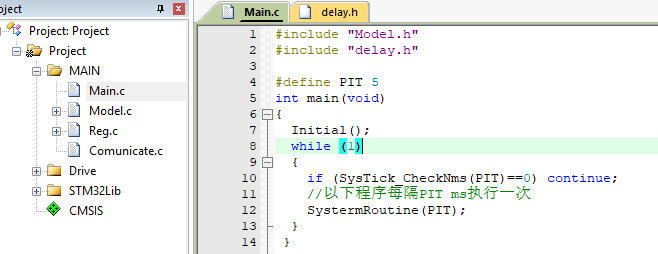 oject
Project: Project
Project
MAIN
Main.c
Model.c
Reg.c
Comunicate.c
Drive
STM32Lib
CMSIS
Main.c
delay.h
1 #include "Model.h"
2 #include "delay.h"
3
4 #define PIT 5
5 int main(void)
6 {
7 Initial();
8 while (1)
9 {
10 if (SysTick_CheckNms(PIT)==0) continue;
11 //以下程序每隔PIT ms执行一次
12 SystermRoutine(PIT);
13 }
14 }